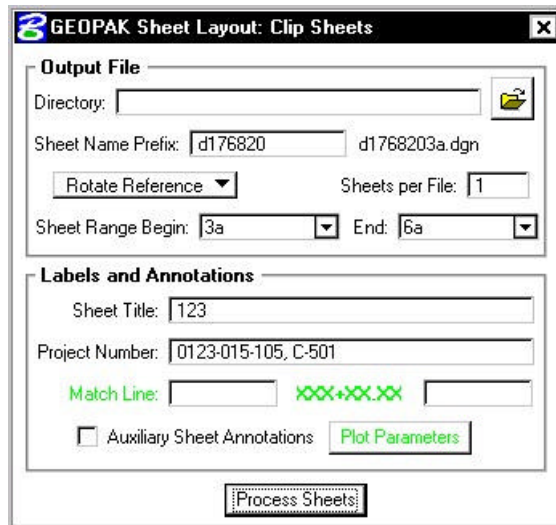 GEOPAK Sheet Layout: Clip Sheets
Output File
Directory:
Sheet Name Prefix: d176820 d1768203a.dgn
Rotate Reference Sheets per File: 1
Sheet Range Begin: 3a End: 6a
Labels and Annotations
Sheet Title: 123
Project Number: 0123-015-105, C-501
Match Line: XXX+XX.XX
Auxiliary Sheet Annotations Plot Parameters
Process Sheets